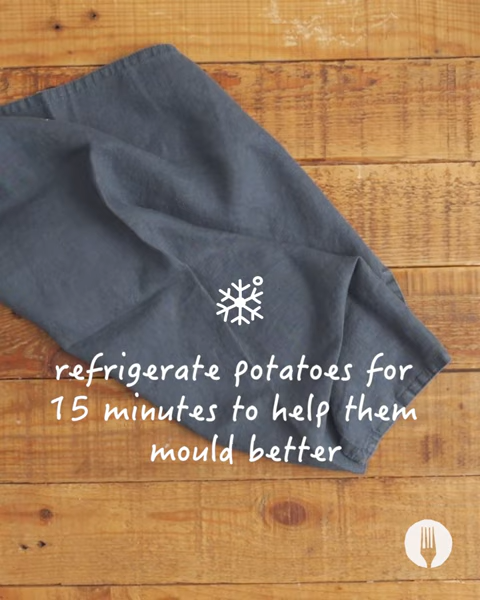 refrigerate potatoes for
15 minutes to help them
mould better